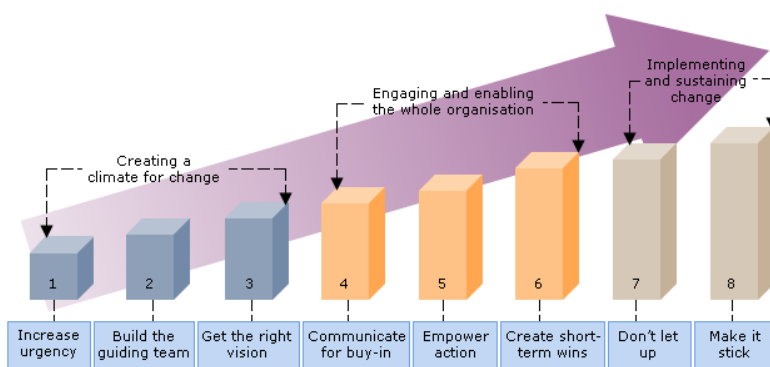 Implementing
and sustaining
change
Engaging and enabling
the whole organisation
Creating a
climate for change
1
2
3
4
5
6
7
8
Increase
urgency
Build the
guiding team
Get the right
vision
Communicate
for buy-in
Empower
action
Create short-
term wins
Don't let
up
Make it
stick